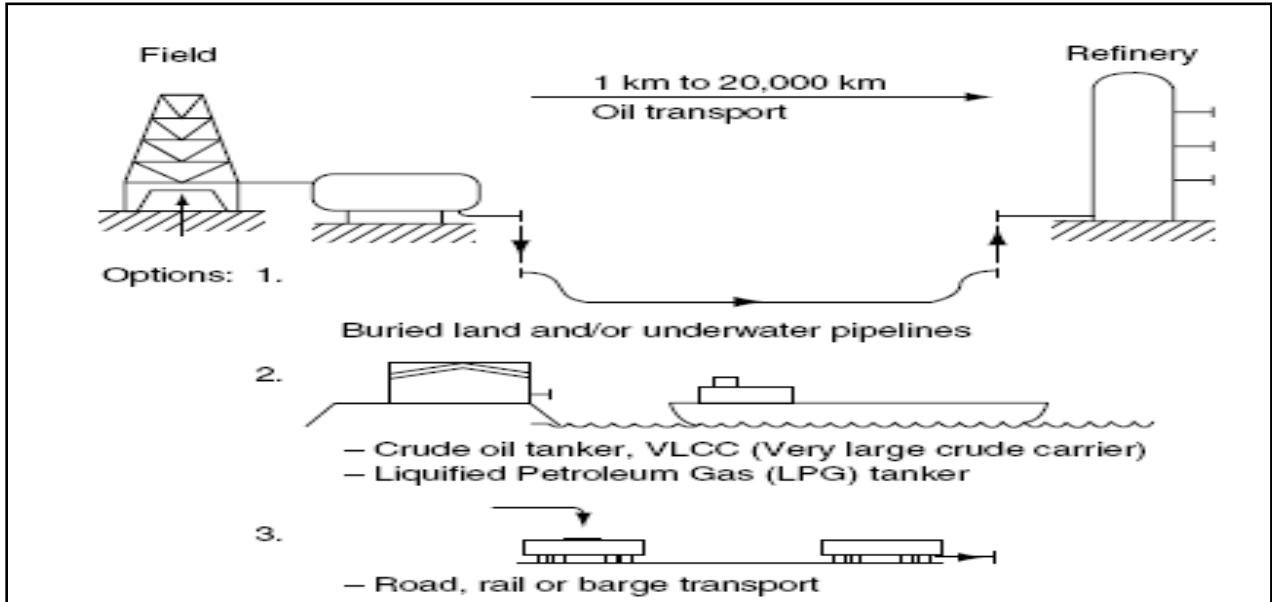 Field
Refinery
1 km to 20,000 km
Oil transport
Options: 1.
Buried land and/or underwater pipelines
2.
– Crude oil tanker, VLCC (Very large crude carrier)
– Liquified Petroleum Gas (LPG) tanker
3.
– Road, rail or barge transport